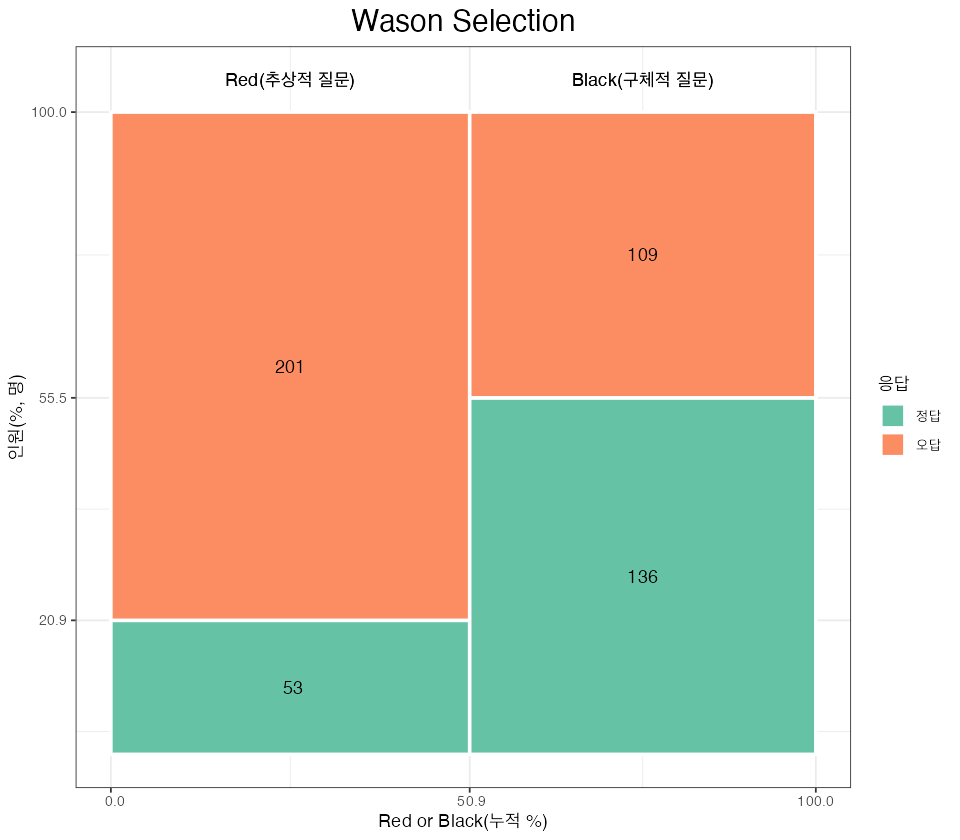 Wason Selection
Red(추상적 질문)
Black(구체적 질문)
100.0
55.5
20.9
인원(%, 명)
201
109
53
136
0.0
50.9
100.0
Red or Black(누적 %)
응답
정답
오답